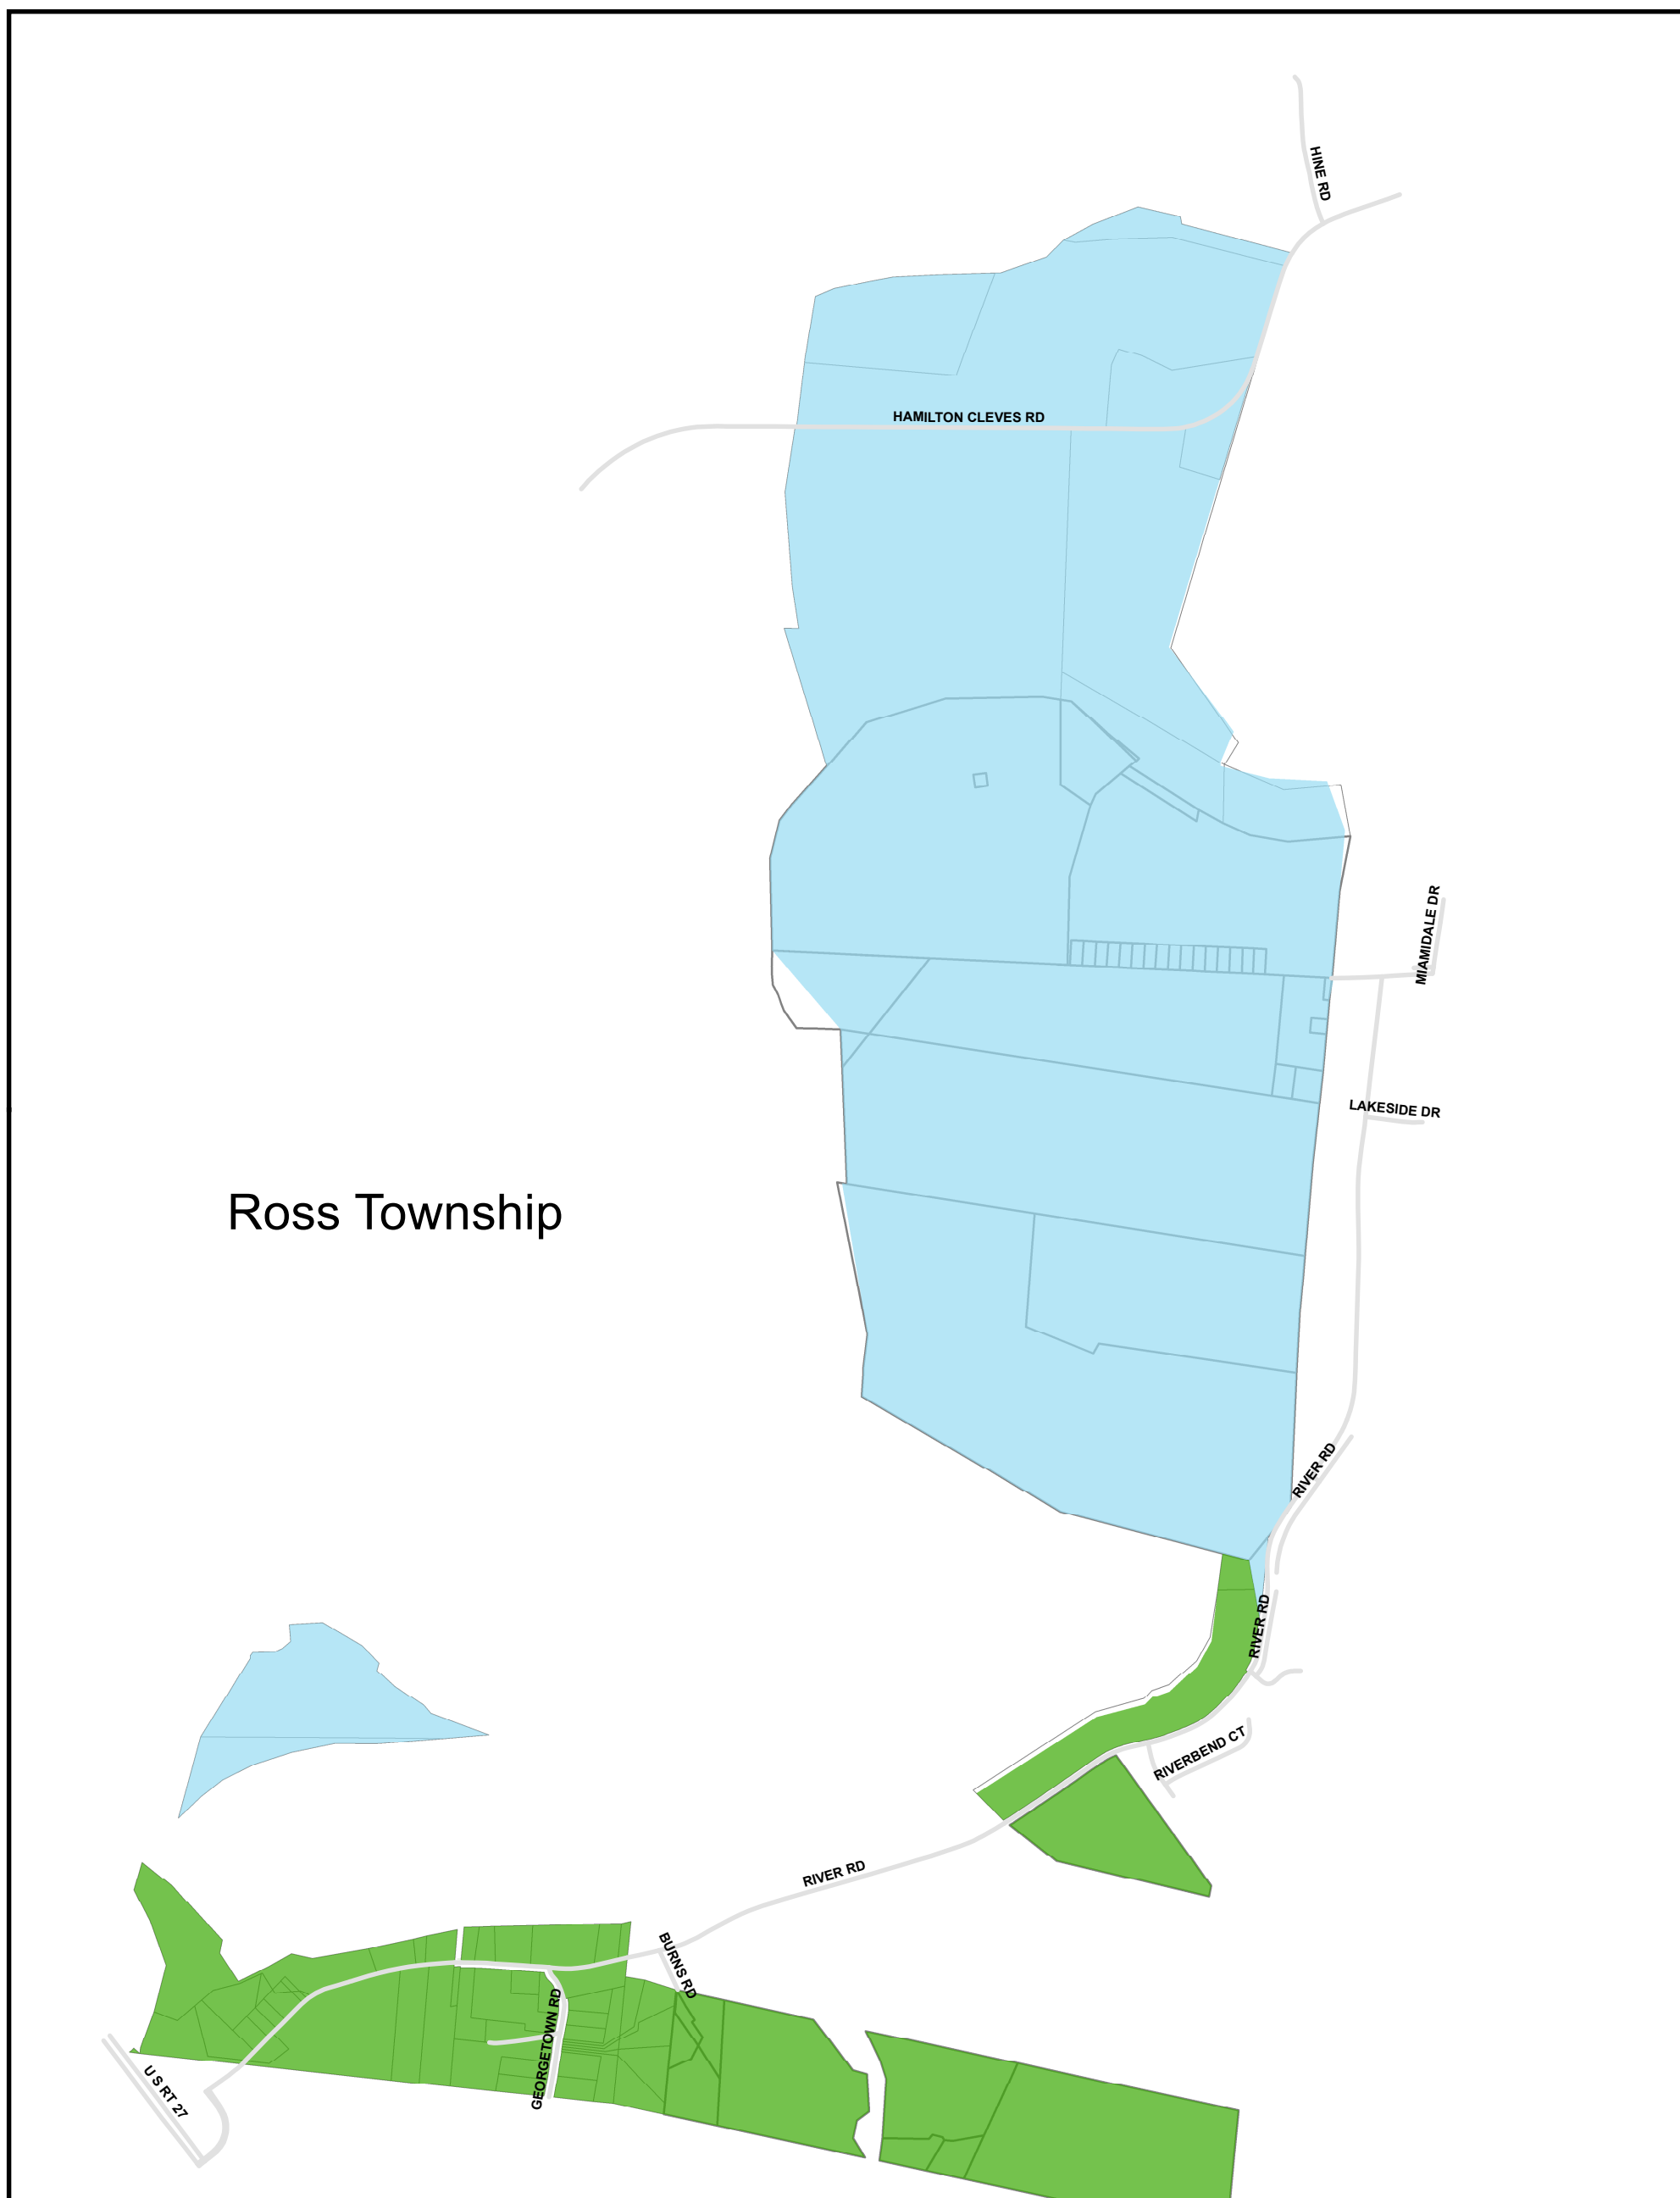 HINE RD
HAMILTON CLEVES RD
MIAMIDALE DR
LAKESIDE DR
Ross Township
RIVER RD
RIVER RD
RIVERBEND CT
RIVER RD
BURNS RD
GEORGETOWN RD
U S RT 27